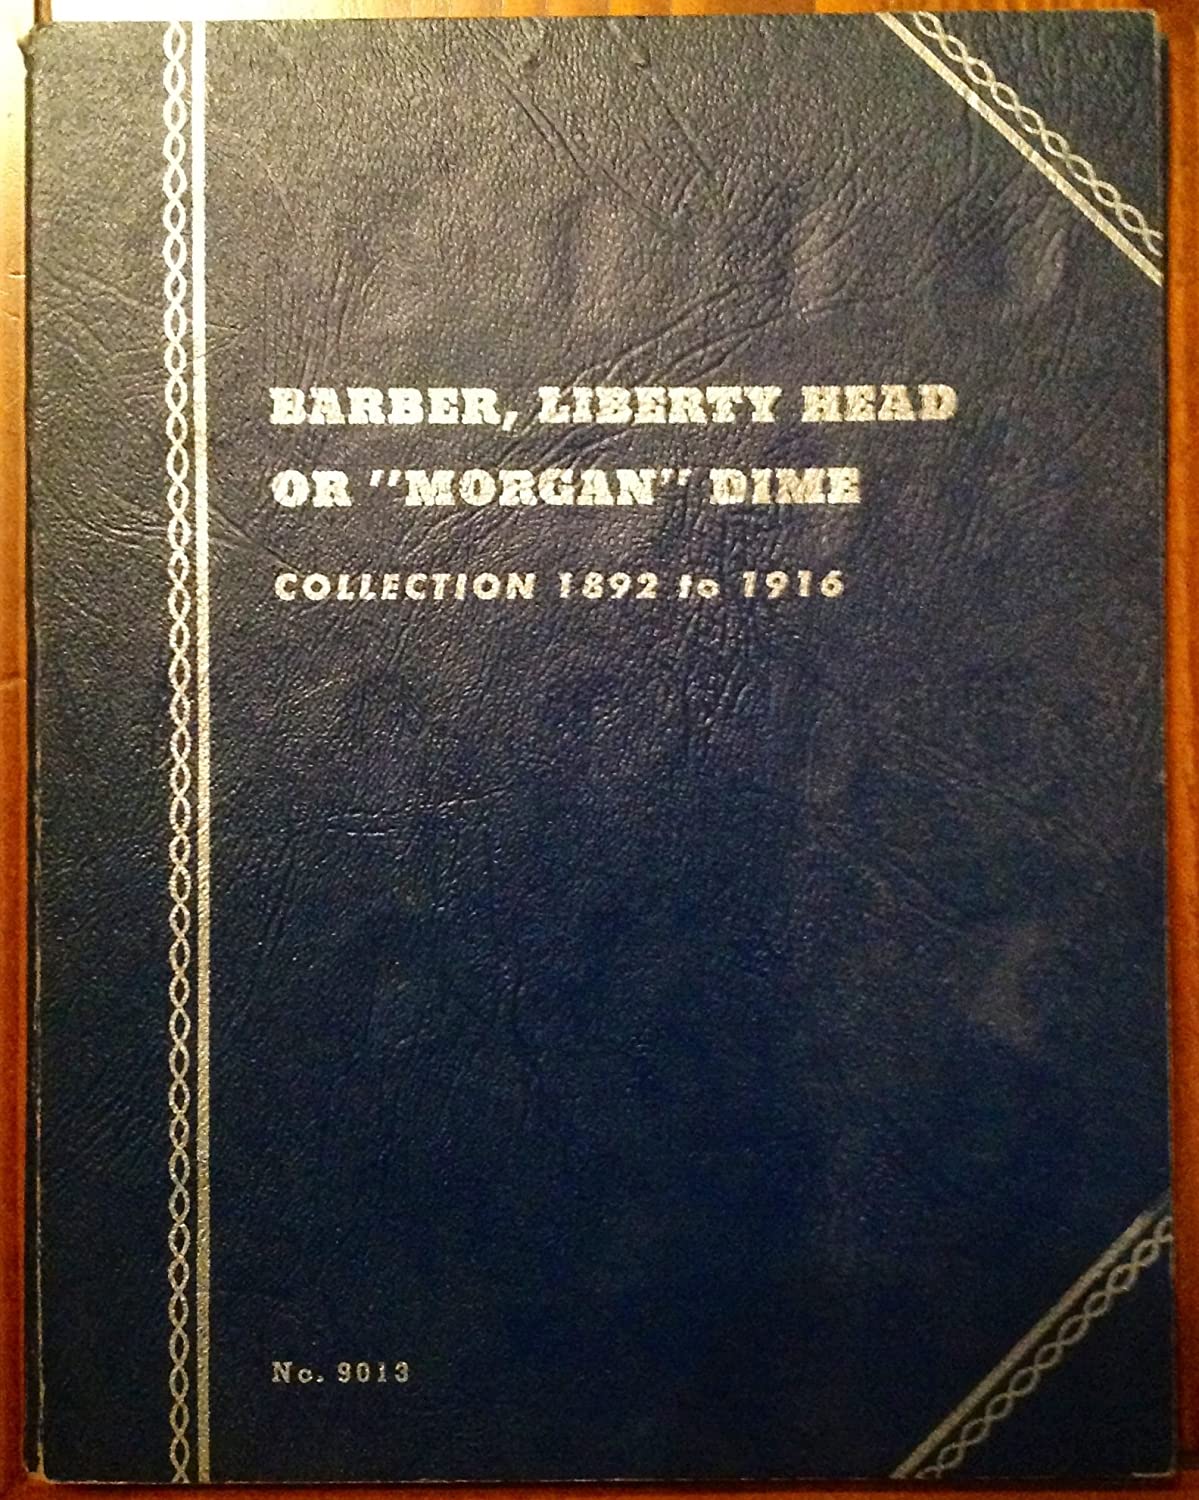 BARBER, LIBERTY HEAD
OR "MORGAN" DIME
COLLECTION 1892 to 1916
No. 9013